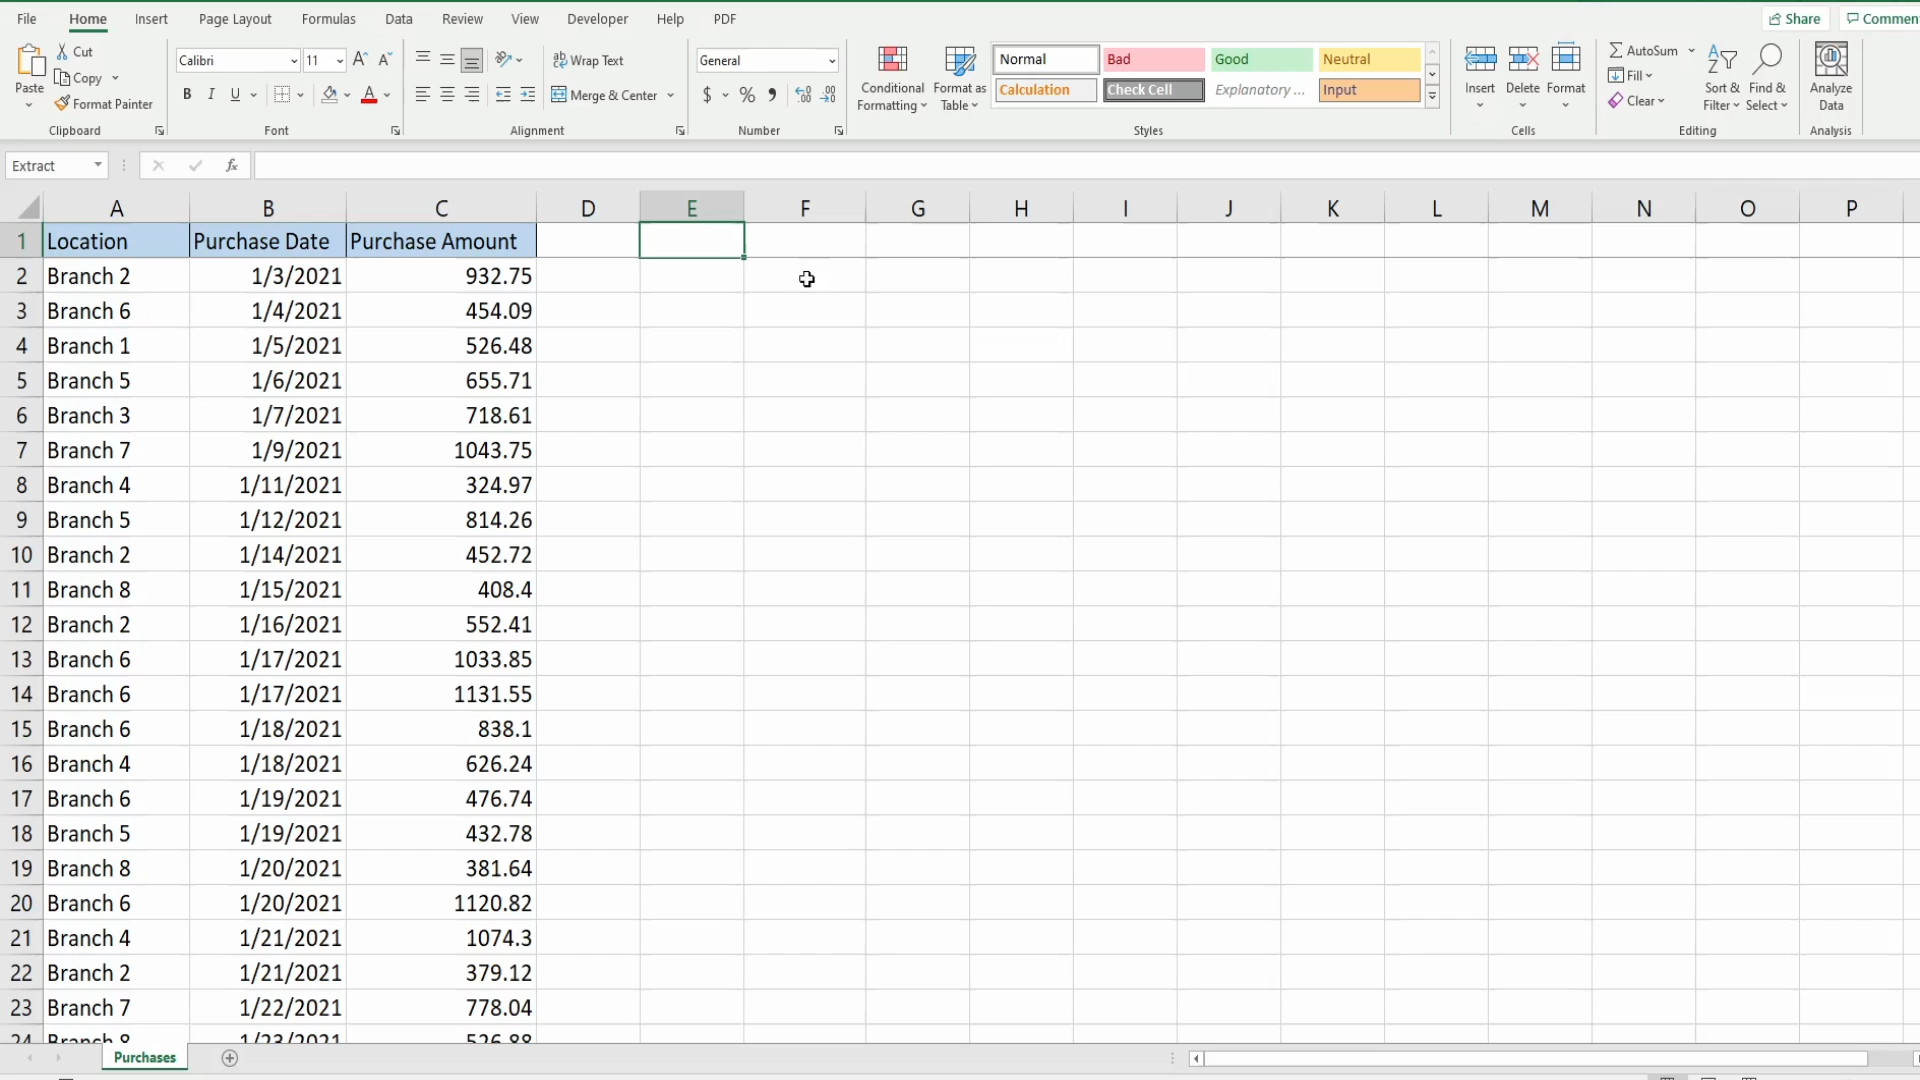 File Home Insert Page Layout Formulas Data Review View Developer Help PDF Share Commen
Paste
Cut
Copy
Format Painter
Clipboard
Calibri 11 A A
B I U A
Font
Wrap Text
Merge & Center
Alignment
General
$ % 9
Number
Conditional Formatting
Format as Table
Normal Bad Good Neutral
Calculation Check Cell Explanatory ... Input
Styles
Insert Delete Format
Cells
AutoSum
Fill
Clear
Sort & Filter
Find & Select
Editing
Analyze Data
Analysis
Extract fx
A B C D E F G H I J K L M N O P
1 Location Purchase Date Purchase Amount
2 Branch 2 1/3/2021 932.75
3 Branch 6 1/4/2021 454.09
4 Branch 1 1/5/2021 526.48
5 Branch 5 1/6/2021 655.71
6 Branch 3 1/7/2021 718.61
7 Branch 7 1/9/2021 1043.75
8 Branch 4 1/11/2021 324.97
9 Branch 5 1/12/2021 814.26
10 Branch 2 1/14/2021 452.72
11 Branch 8 1/15/2021 408.4
12 Branch 2 1/16/2021 552.41
13 Branch 6 1/17/2021 1033.85
14 Branch 6 1/17/2021 1131.55
15 Branch 6 1/18/2021 838.1
16 Branch 4 1/18/2021 626.24
17 Branch 6 1/19/2021 476.74
18 Branch 5 1/19/2021 432.78
19 Branch 8 1/20/2021 381.64
20 Branch 6 1/20/2021 1120.82
21 Branch 4 1/21/2021 1074.3
22 Branch 2 1/21/2021 379.12
23 Branch 7 1/22/2021 778.04
24 Branch 8 1/23/2021 526.88
Purchases